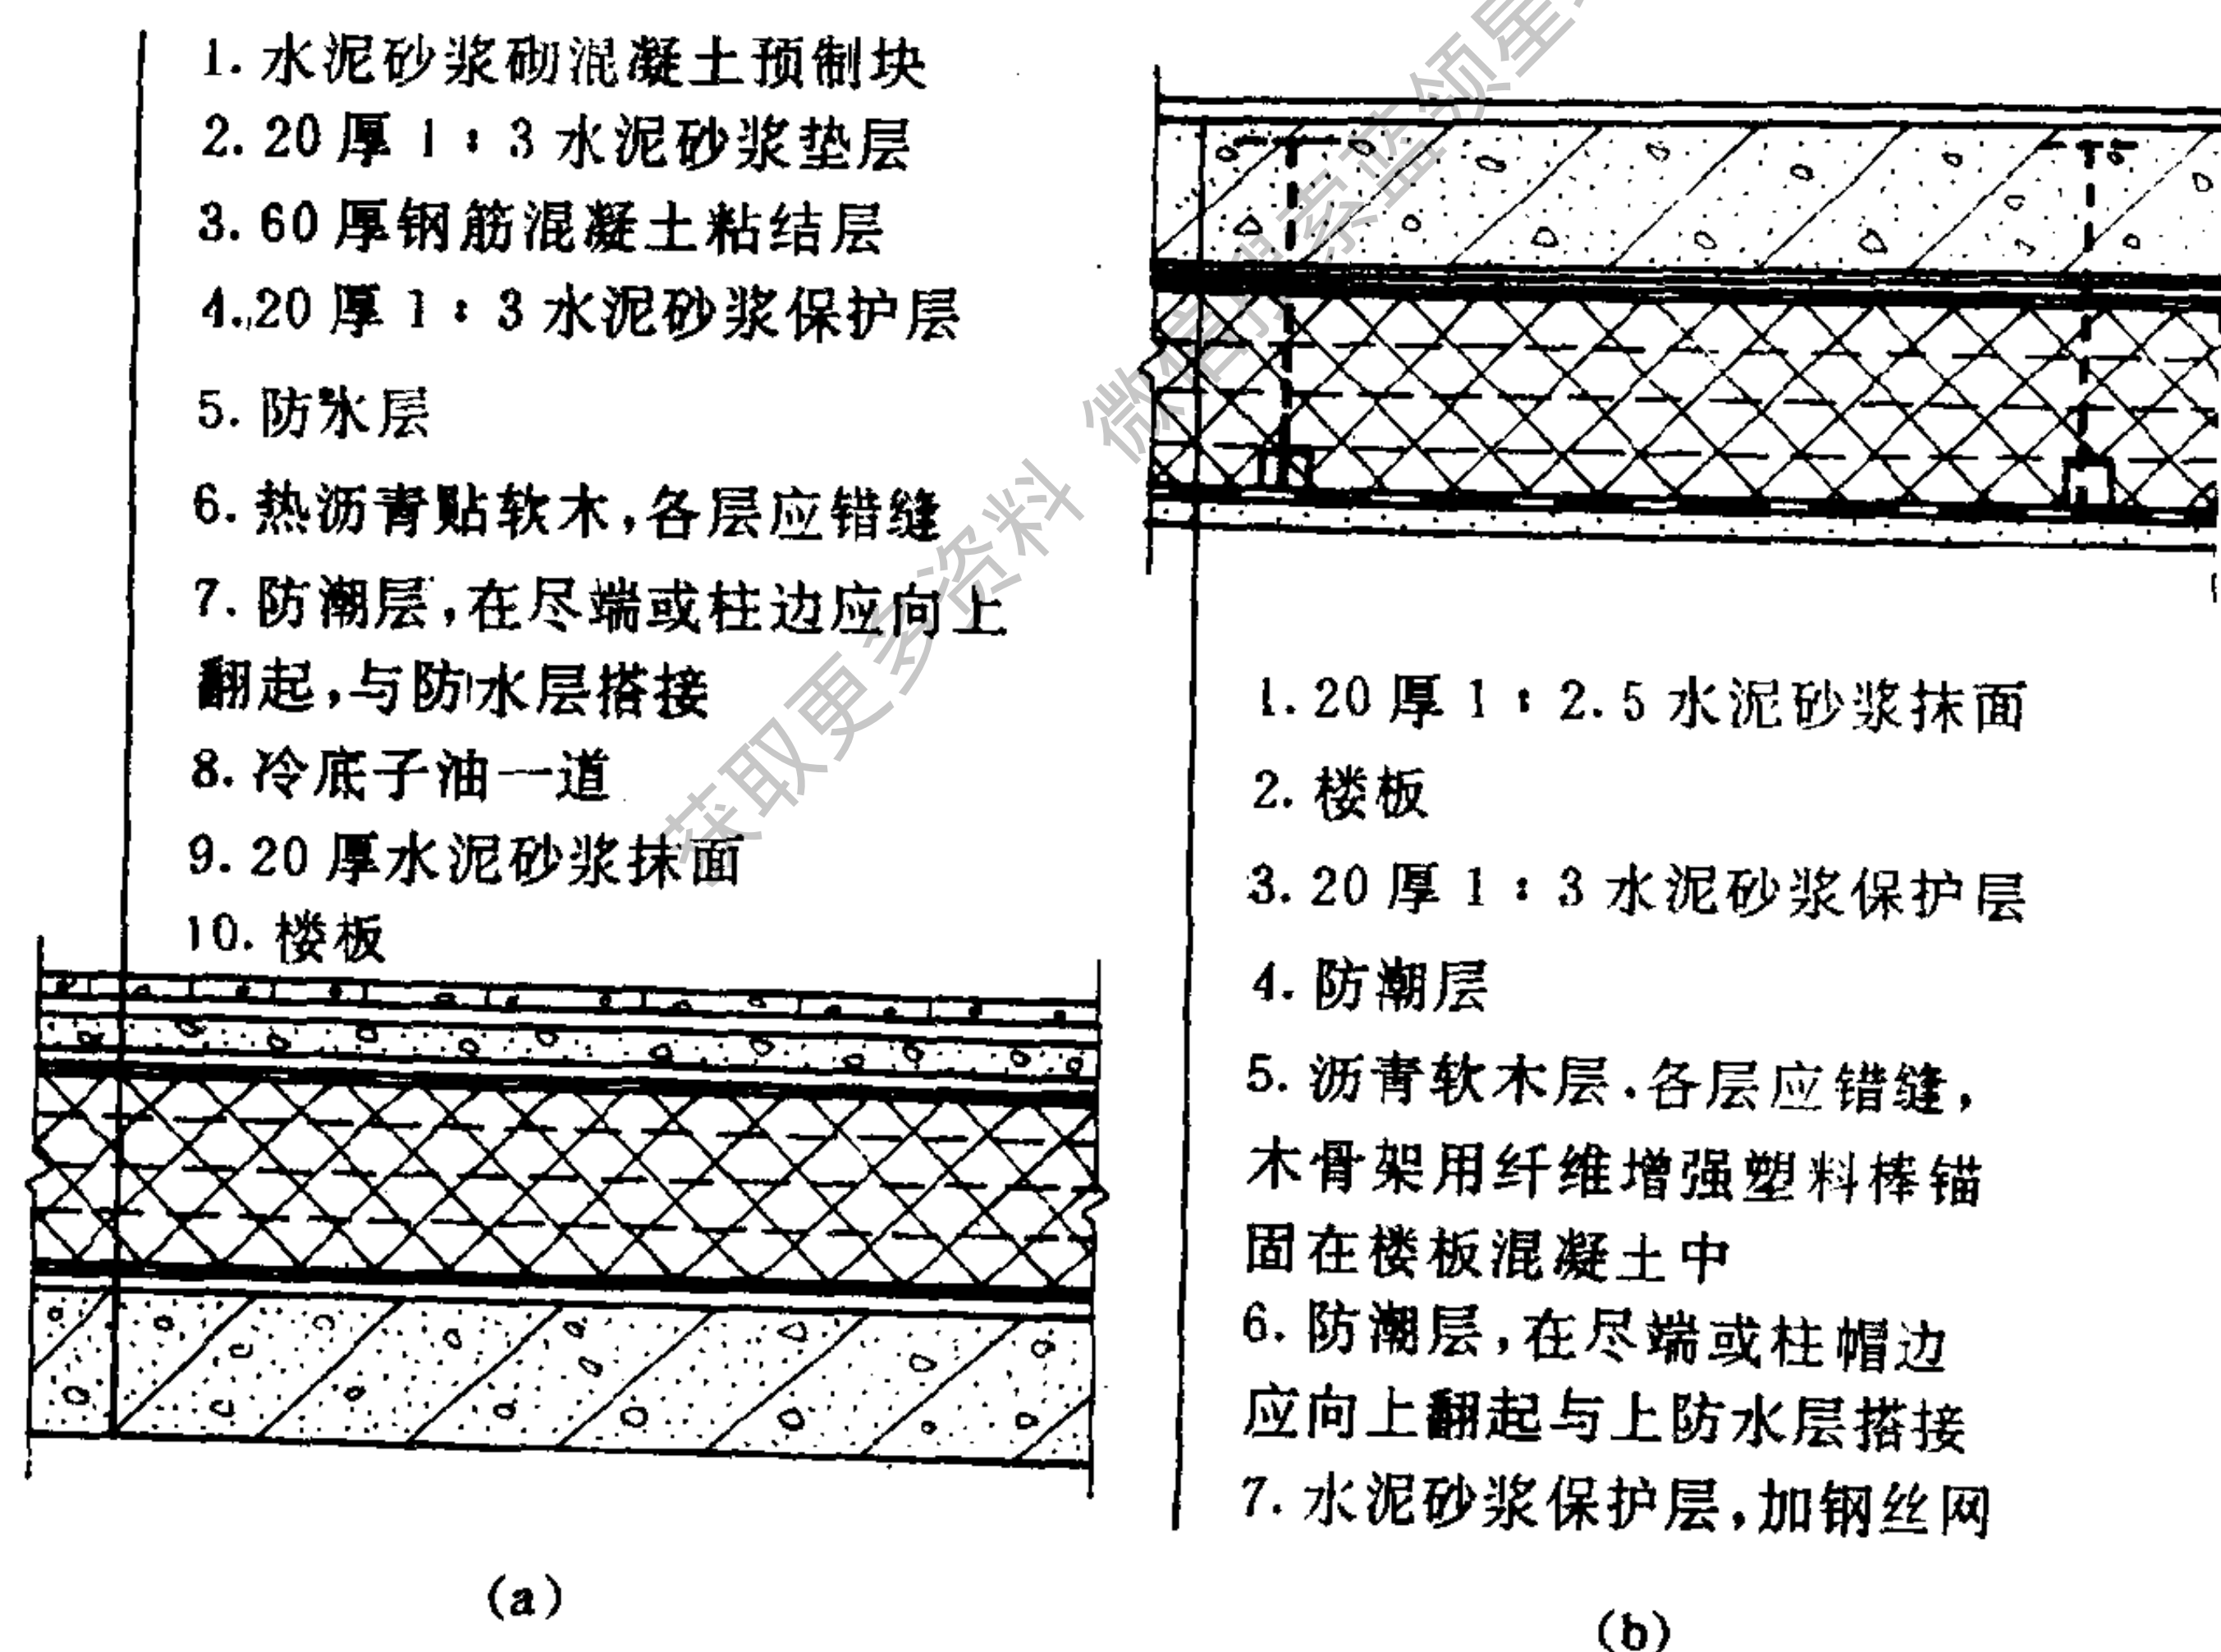 1. 水泥砂浆砌混凝土预制块
2. 20 厚 1：3 水泥砂浆垫层
3. 60 厚钢筋混凝土粘结层
4. 20 厚 1：3 水泥砂浆保护层
5. 防水层
6. 热沥青贴软木，各层应错缝
7. 防潮层，在尽端或柱边应向上
翻起，与防水层搭接
8. 冷底子油一道
9. 20 厚水泥砂浆抹面
10. 楼板
(a)
1. 20 厚 1：2.5 水泥砂浆抹面
2. 楼板
3. 20 厚 1：3 水泥砂浆保护层
4. 防潮层
5. 沥青软木层.各层应错缝，
木骨架用纤维增强塑料棒锚
固在楼板混凝土中
6. 防潮层，在尽端或柱帽边
应向上翻起与上防水层搭接
7. 水泥砂浆保护层，加钢丝网
(b)
获取更多资料 微信搜索蓝领星